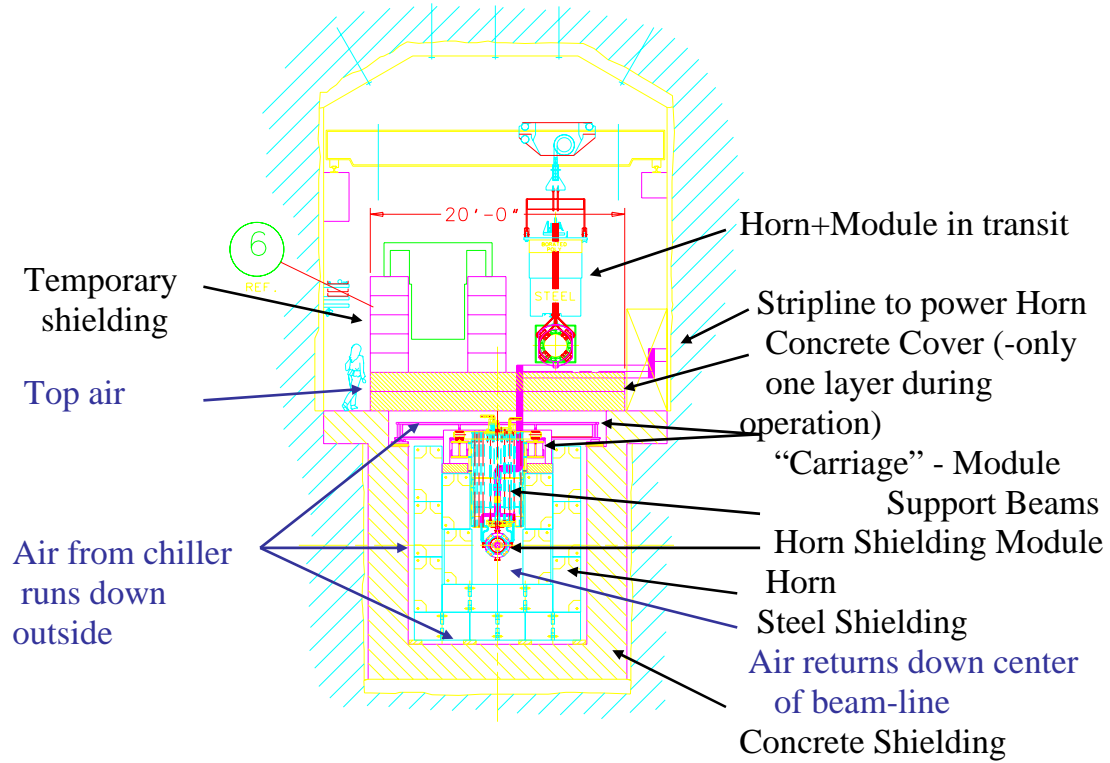 20'-0"
6
REF.
STEEL
Temporary
shielding
Top air
Air from chiller
runs down
outside
Horn+Module in transit
Stripline to power Horn
Concrete Cover (-only
one layer during
operation)
“Carriage” - Module
Support Beams
Horn Shielding Module
Horn
Steel Shielding
Air returns down center
of beam-line
Concrete Shielding